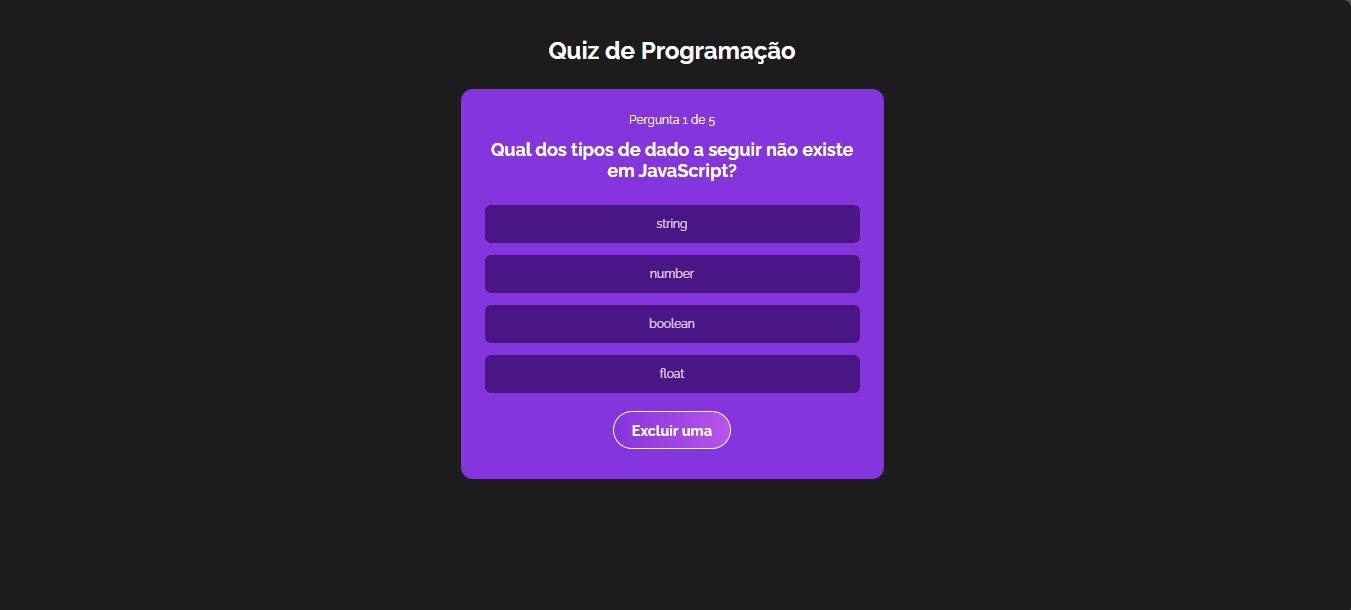 Quiz de Programação
Pergunta 1 de 5
Qual dos tipos de dado a seguir não existe
em JavaScript?
string
number
boolean
float
Excluir uma